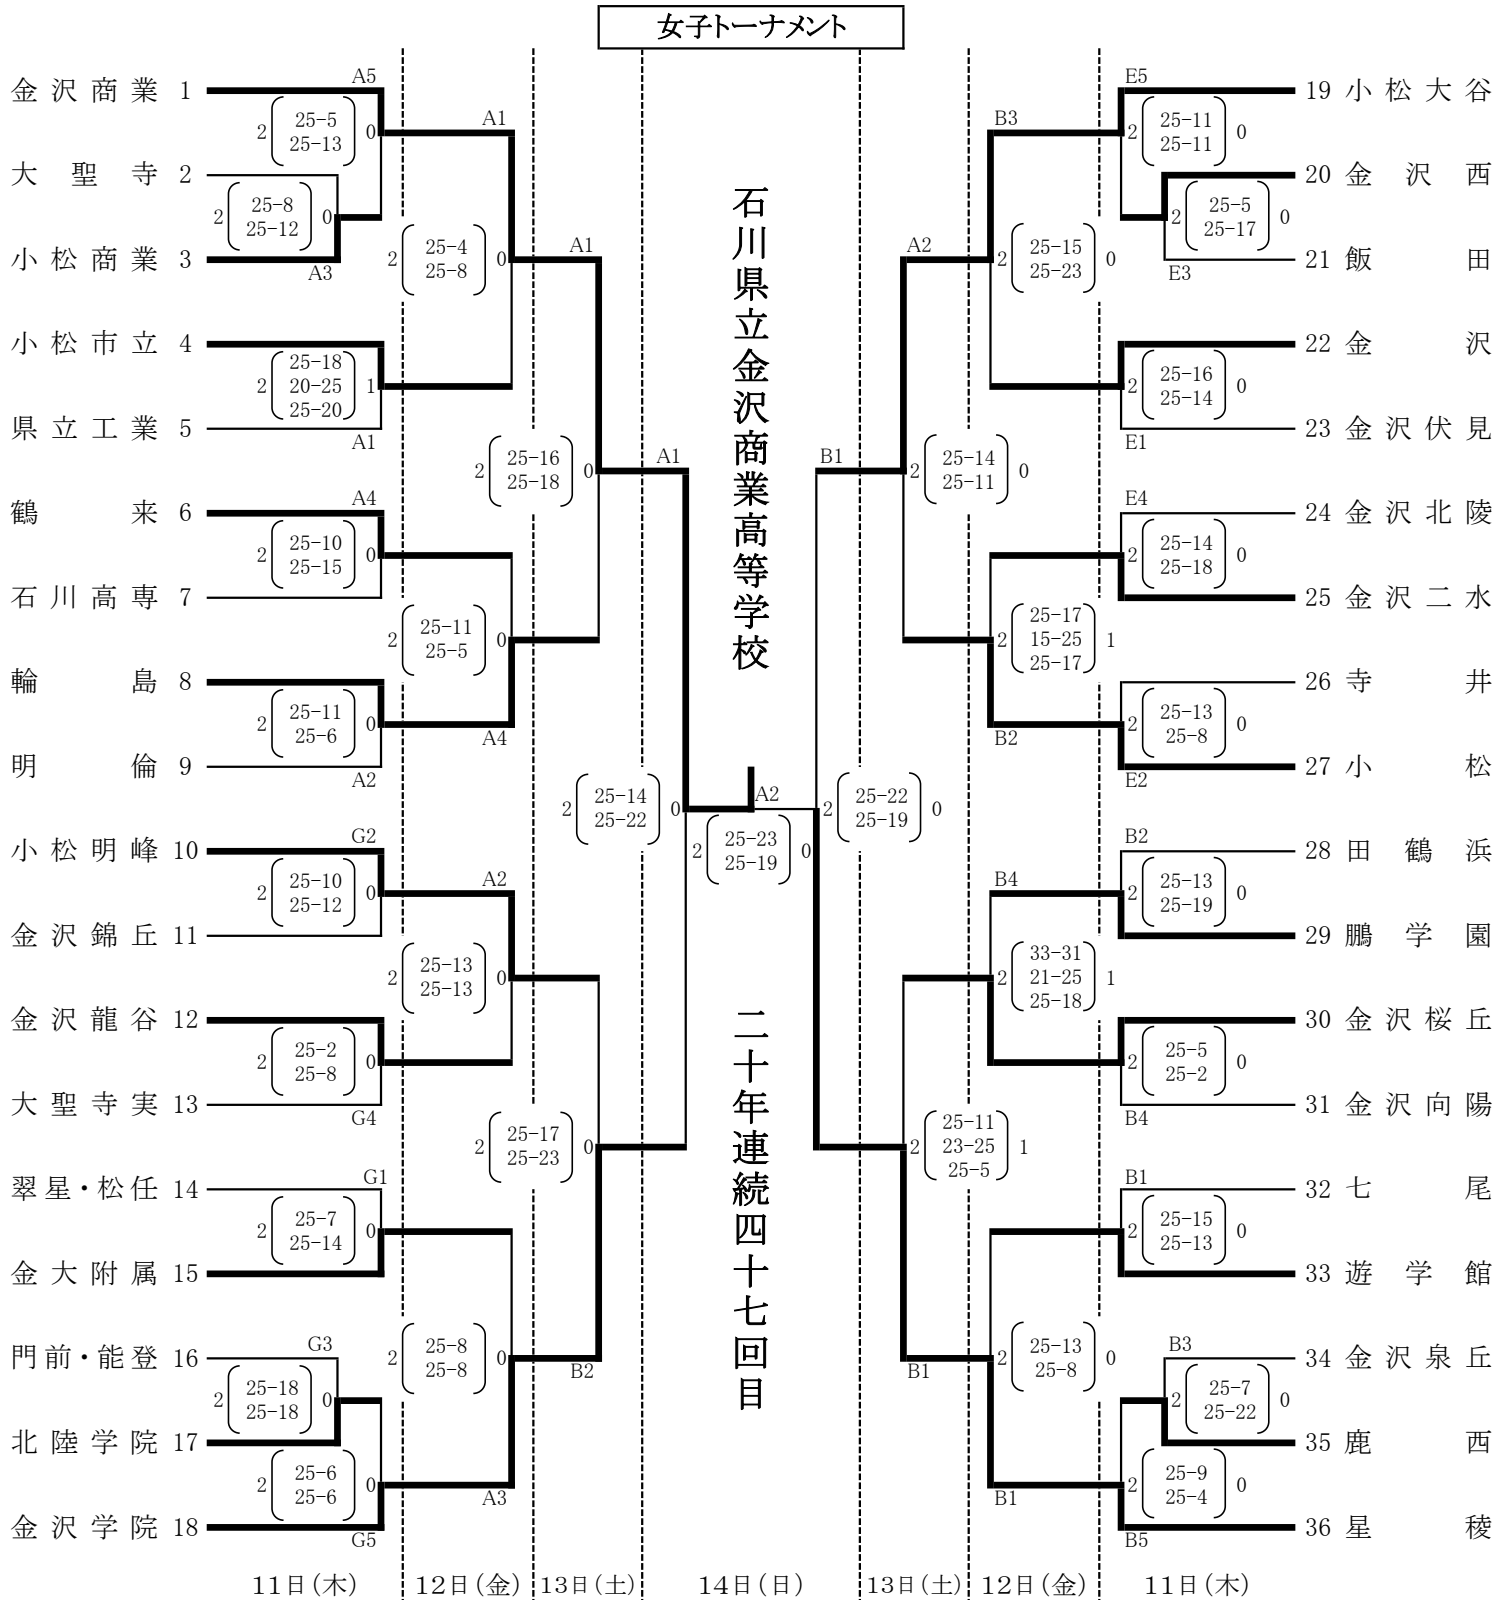 女子トーナメント
金沢商業 1
大聖寺 2
小松商業 3
小松市立 4
県立工業 5
鶴来 6
石川高専 7
輪島 8
明倫 9
小松明峰 10
金沢錦丘 11
金沢龍谷 12
大聖寺実 13
翠星・松任 14
金大附属 15
門前・能登 16
北陸学院 17
金沢学院 18
A5
2 25-5 0
25-13
2 25-8 0
25-12
A3
2 25-18 1
20-25
25-20
A1
A4
2 25-10 0
25-15
2 25-11 0
25-6
A2
G2
2 25-10 0
25-12
2 25-2 0
25-8
G4
G1
2 25-7 0
25-14
G3
2 25-18 0
25-18
2 25-6 0
25-6
G5
A1
2 25-4 0
25-8
2 25-11 0
25-5
A4
A2
2 25-13 0
25-13
2 25-8 0
25-8
A3
A1
2 25-16 0
25-18
2 25-17 0
25-23
B2
A1
2 25-14 0
25-22
石川県立金沢商業高等学校
二十年連続四十七回目
A2
2 25-23 0
25-19
B1
2 25-22 0
25-19
A2
2 25-14 0
25-11
2 25-11 1
23-25
25-5
B1
B3
2 25-15 0
25-23
2 25-17 1
15-25
25-17
B2
B4
2 33-31 1
21-25
25-18
2 25-13 0
25-8
B1
E5
2 25-11 0
25-11
2 25-5 0
25-17
E3
2 25-16 0
25-14
E1
E4
2 25-14 0
25-18
2 25-13 0
25-8
E2
B2
2 25-13 0
25-19
2 25-5 0
25-2
B4
B1
2 25-15 0
25-13
B3
2 25-7 0
25-22
2 25-9 0
25-4
B5
19 小松大谷
20 金沢西
21 飯田
22 金沢
23 金沢伏見
24 金沢北陵
25 金沢二水
26 寺井
27 小松
28 田鶴浜
29 鵬学園
30 金沢桜丘
31 金沢向陽
32 七尾
33 遊学館
34 金沢泉丘
35 鹿西
36 星稜
11日(木) 12日(金) 13日(土) 14日(日) 13日(土) 12日(金) 11日(木)